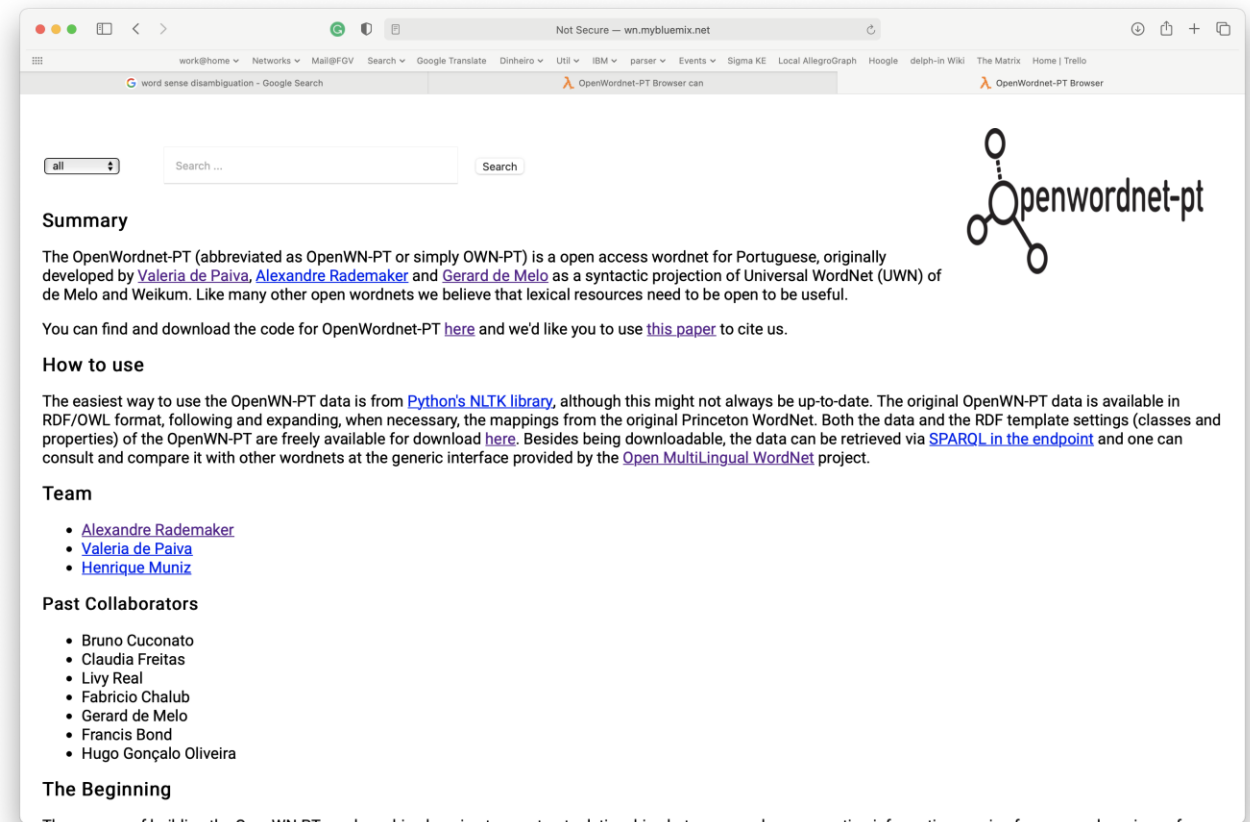 Not Secure — wn.mybluemix.net
work@home Networks Mail@FGV Search Google Translate Dinheiro Util IBM parser Events Sigma KE Local AllegroGraph Hoogle delph-in Wiki The Matrix Home | Trello
word sense disambiguation - Google Search OpenWordnet-PT Browser can OpenWordnet-PT Browser
all Search ... Search
penwordnet-pt
Summary
The OpenWordnet-PT (abbreviated as OpenWN-PT or simply OWN-PT) is a open access wordnet for Portuguese, originally
developed by Valeria de Paiva, Alexandre Rademaker and Gerard de Melo as a syntactic projection of Universal WordNet (UWN) of
de Melo and Weikum. Like many other open wordnets we believe that lexical resources need to be open to be useful.
You can find and download the code for OpenWordnet-PT here and we'd like you to use this paper to cite us.
How to use
The easiest way to use the OpenWN-PT data is from Python's NLTK library, although this might not always be up-to-date. The original OpenWN-PT data is available in
RDF/OWL format, following and expanding, when necessary, the mappings from the original Princeton WordNet. Both the data and the RDF template settings (classes and
properties) of the OpenWN-PT are freely available for download here. Besides being downloadable, the data can be retrieved via SPARQL in the endpoint and one can
consult and compare it with other wordnets at the generic interface provided by the Open MultiLingual WordNet project.
Team
• Alexandre Rademaker
• Valeria de Paiva
• Henrique Muniz
Past Collaborators
• Bruno Cuconato
• Claudia Freitas
• Livy Real
• Fabricio Chalub
• Gerard de Melo
• Francis Bond
• Hugo Gonçalo Oliveira
The Beginning